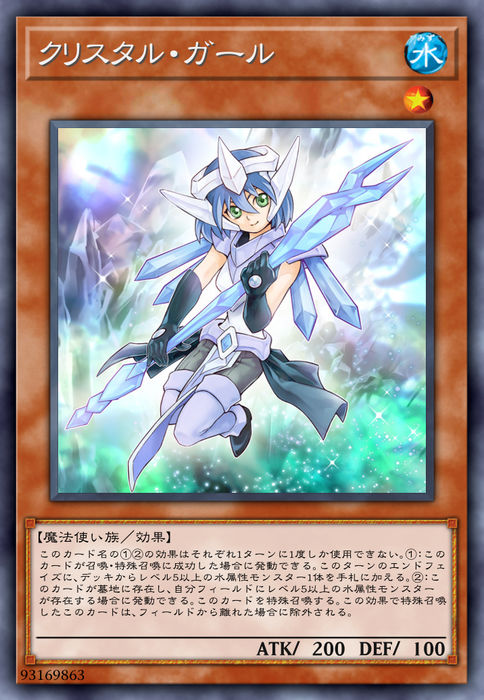 クリスタル・ガール
みず
水
【魔法使い族／効果】
このカード名の①②の効果はそれぞれ1ターンに1度しか使用できない。①：この
カードが召喚・特殊召喚に成功した場合に発動できる。このターンのエンドフ
ェイズに、デッキからレベル5以上の水属性モンスター1体を手札に加える。②：こ
のカードが墓地に存在し、自分フィールドにレベル5以上の水属性モンスター
が存在する場合に発動できる。このカードを特殊召喚する。この効果で特殊召喚
したこのカードは、フィールドから離れた場合に除外される。
ATK/ 200 DEF/ 100
93169863